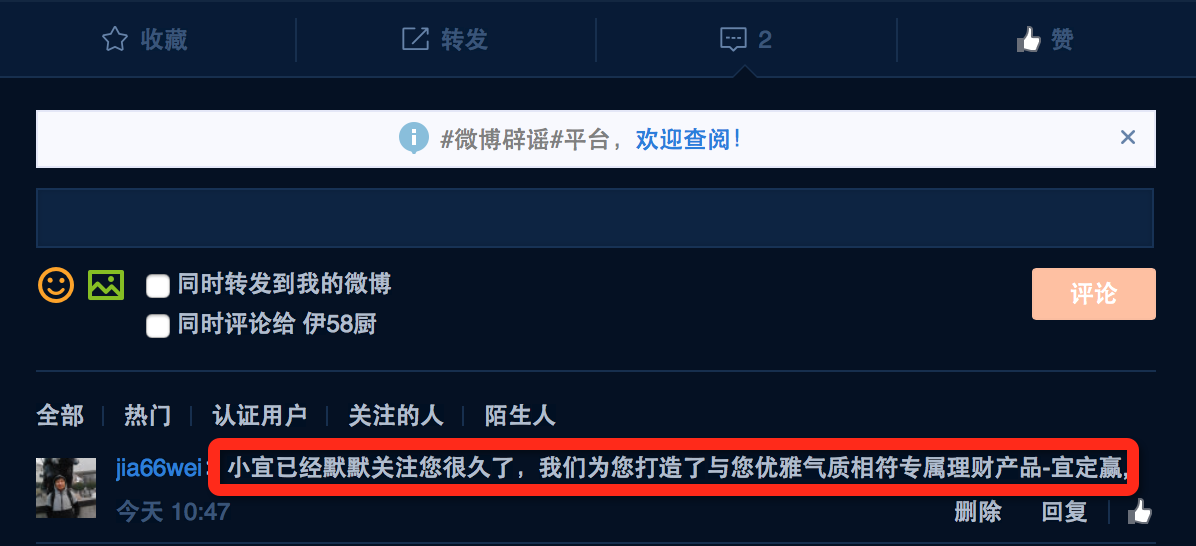 收藏 转发 2 赞
#微博辟谣#平台，欢迎查阅！
同时转发到我的微博
评论
同时评论给 伊58厨
全部 热门 认证用户 关注的人 陌生人
jia66wei：小宜已经默默关注您很久了，我们为您打造了与您优雅气质相符专属理财产品-宜定赢,
今天 10:47 删除 回复